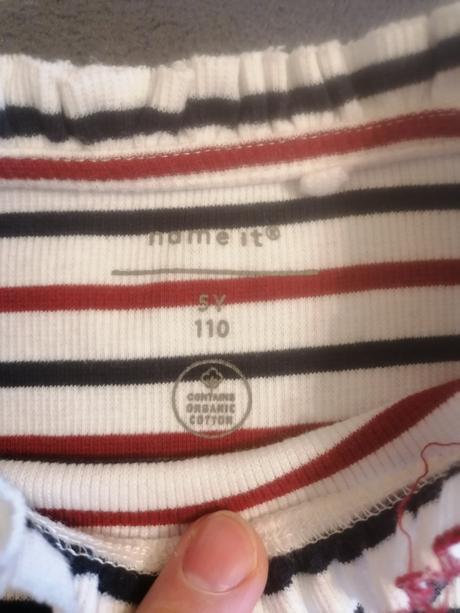 name it®
5Y
110
CONTAINS
ORGANIC
COTTON